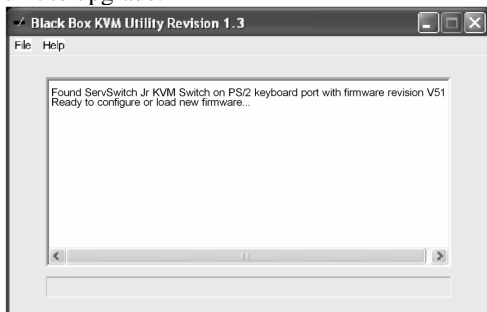 upgrade.
Black Box KVM Utility Revision 1.3
File Help
Found ServSwitch Jr KVM Switch on PS/2 keyboard port with firmware revision V51
Ready to configure or load new firmware...